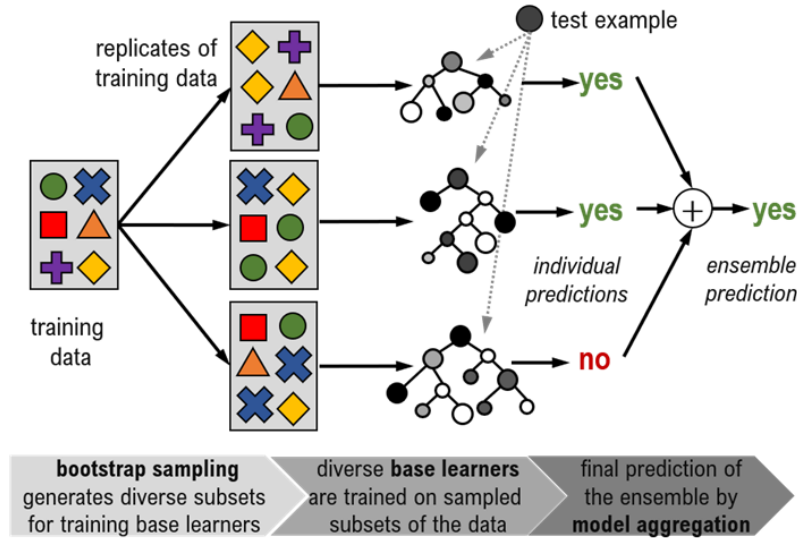 replicates of
training data
test example
yes
yes
+
yes
individual
predictions
ensemble
prediction
training
data
no
bootstrap sampling
generates diverse subsets
for training base learners
diverse base learners
are trained on sampled
subsets of the data
final prediction of
the ensemble by
model aggregation